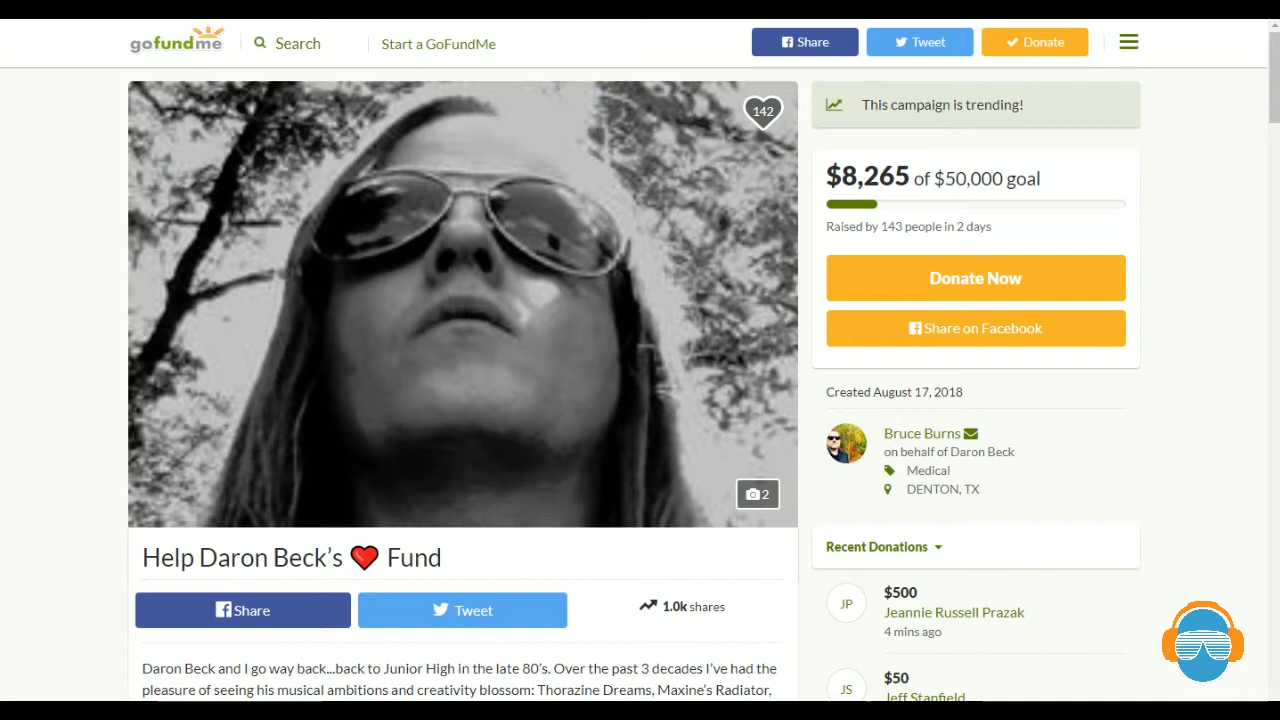 gofundme
Search
Start a GoFundMe
Share
Tweet
Donate
142
This campaign is trending!
$8,265 of $50,000 goal
Raised by 143 people in 2 days
Donate Now
Share on Facebook
Created August 17, 2018
Bruce Burns
on behalf of Daron Beck
Medical
DENTON, TX
2
Help Daron Beck's ❤ Fund
Share
Tweet
1.0k shares
Daron Beck and I go way back...back to Junior High in the late 80's. Over the past 3 decades I've had the
pleasure of seeing his musical ambitions and creativity blossom: Thorazine Dreams, Maxine's Radiator,
Recent Donations
JP
$500
Jeannie Russell Prazak
4 mins ago
JS
$50
Jeff Stanfield